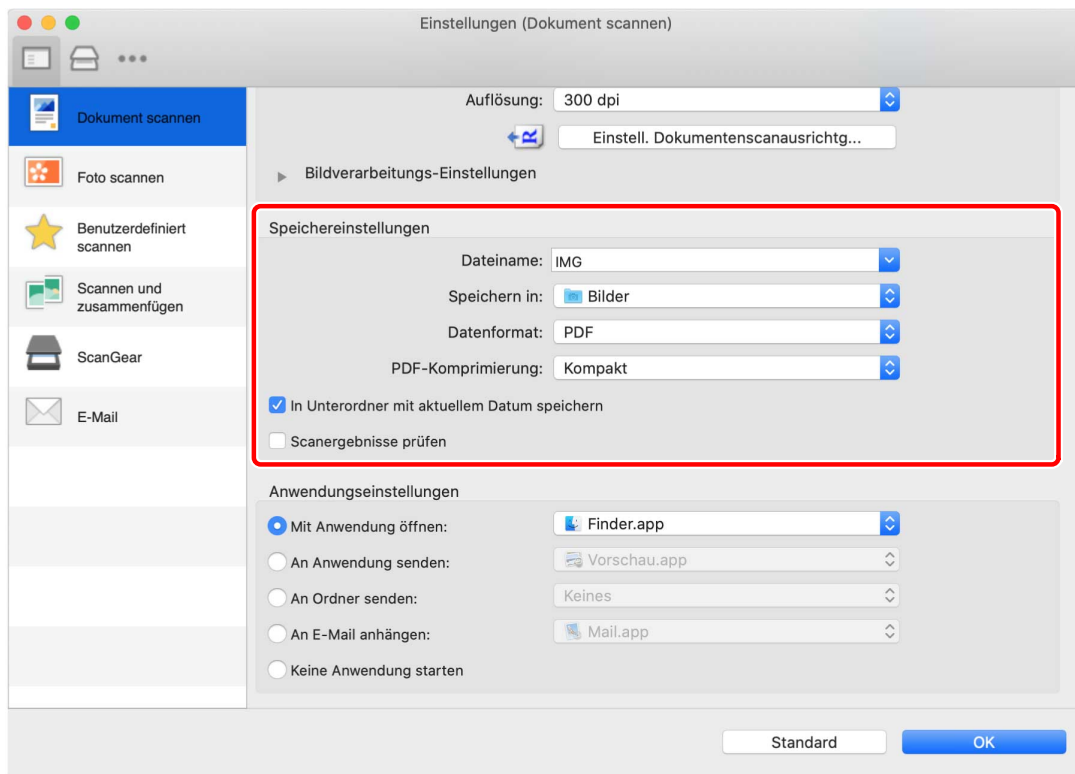 Einstellungen (Dokument scannen)
Dokument scannen
Foto scannen
Benutzerdefiniert
scannen
Scannen und
zusammenfügen
ScanGear
E-Mail
Auflösung: 300 dpi
R Einstell. Dokumentenscanausrichtg...
Bildverarbeitungs-Einstellungen
Speichereinstellungen
Dateiname: IMG
Speichern in: Bilder
Datenformat: PDF
PDF-Komprimierung: Kompakt
In Unterordner mit aktuellem Datum speichern
Scanergebnisse prüfen
Anwendungseinstellungen
Mit Anwendung öffnen: Finder.app
An Anwendung senden: Vorschau.app
An Ordner senden: Keines
An E-Mail anhängen: Mail.app
Keine Anwendung starten
Standard OK